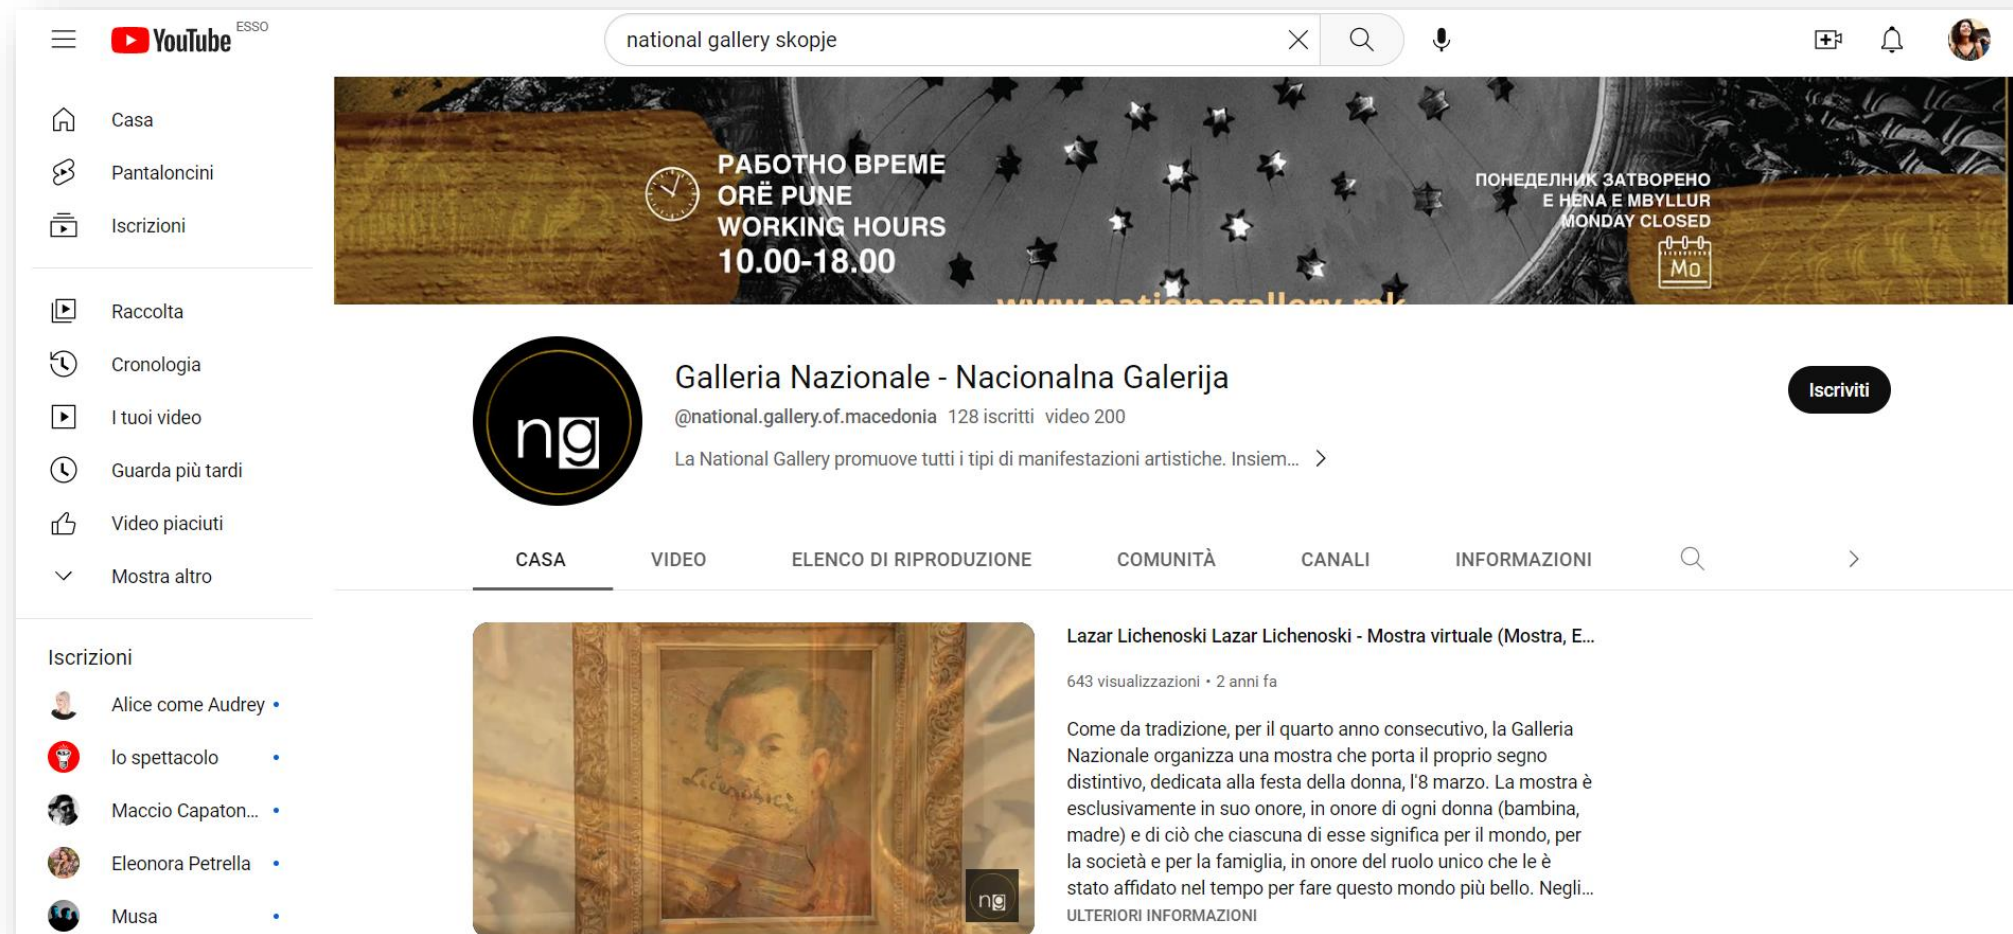 YouTube ESSO
national gallery skopje
Casa
Pantaloncini
Iscrizioni
Raccolta
Cronologia
I tuoi video
Guarda più tardi
Video piaciuti
Mostra altro
Iscrizioni
Alice come Audrey
lo spettacolo
Maccio Capaton...
Eleonora Petrella
Musa
РАБОТНО ВРЕМЕ
ORË PUNE
WORKING HOURS
10.00-18.00
ПОНЕДЕЛНИК ЗАТВОРЕНО
E HËNA E MBYLLUR
MONDAY CLOSED
Mo
www.nationagallery.mk
ng
Galleria Nazionale - Nacionalna Galerija
@national.gallery.of.macedonia 128 iscritti video 200
La National Gallery promuove tutti i tipi di manifestazioni artistiche. Insiem...
Iscriviti
CASA VIDEO ELENCO DI RIPRODUZIONE COMUNITÀ CANALI INFORMAZIONI
ng
Lazar Lichenoski Lazar Lichenoski - Mostra virtuale (Mostra, E...
643 visualizzazioni • 2 anni fa
Come da tradizione, per il quarto anno consecutivo, la Galleria
Nazionale organizza una mostra che porta il proprio segno
distintivo, dedicata alla festa della donna, l'8 marzo. La mostra è
esclusivamente in suo onore, in onore di ogni donna (bambina,
madre) e di ciò che ciascuna di esse significa per il mondo, per
la società e per la famiglia, in onore del ruolo unico che le è
stato affidato nel tempo per fare questo mondo più bello. Negli...
ULTERIORI INFORMAZIONI